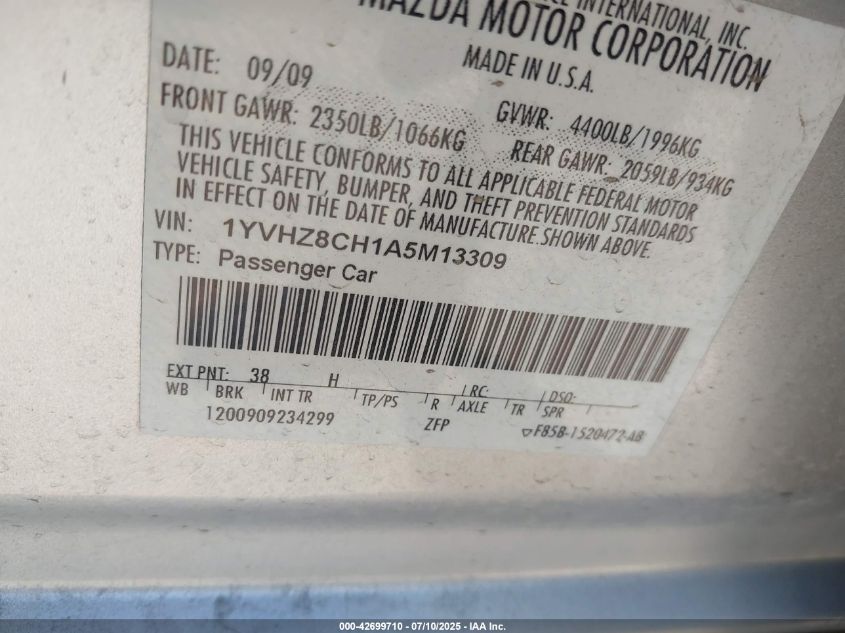 INTERNATIONAL, INC.
MAZDA MOTOR CORPORATION
MADE IN U.S.A.
DATE: 09/09
GVWR: 4400LB/1996KG
FRONT GAWR: 2350LB/1066KG
REAR GAWR: 2059LB/934KG
THIS VEHICLE CONFORMS TO ALL APPLICABLE FEDERAL MOTOR
VEHICLE SAFETY, BUMPER, AND THEFT PREVENTION STANDARDS
IN EFFECT ON THE DATE OF MANUFACTURE SHOWN ABOVE.
VIN: 1YVHZ8CH1A5M13309
TYPE: Passenger Car
EXT PNT: 38 H RC: DSO:
WB BRK INT TR TP/PS R AXLE TR SPR
1200909234299 ZFP F85B-1520472-AB
000-42699710 - 07/10/2025 - IAA Inc.